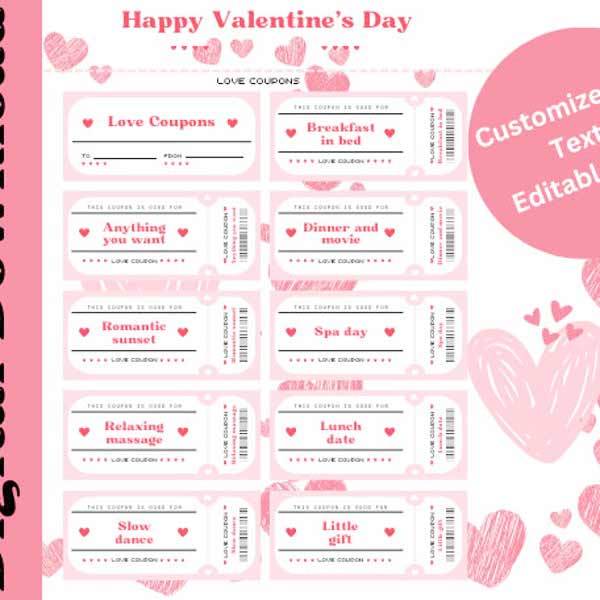 Happy Valentine's Day
LOVE COUPONS
Love Coupons
TO
FROM
THIS COUPON IS GOOD FOR
Breakfast
in bed
LOVE COUPON
LOVE COUPON
Breakfast in bed
THIS COUPON IS GOOD FOR
Anything
you want
LOVE COUPON
LOVE COUPON
Anything you want
THIS COUPON IS GOOD FOR
Dinner and
movie
LOVE COUPON
LOVE COUPON
Dinner and movie
THIS COUPON IS GOOD FOR
Romantic
sunset
LOVE COUPON
LOVE COUPON
Romantic sunset
THIS COUPON IS GOOD FOR
Spa day
LOVE COUPON
LOVE COUPON
Spa day
THIS COUPON IS GOOD FOR
Relaxing
massage
LOVE COUPON
LOVE COUPON
Relaxing massage
THIS COUPON IS GOOD FOR
Lunch
date
LOVE COUPON
LOVE COUPON
Lunch date
THIS COUPON IS GOOD FOR
Slow
dance
LOVE COUPON
LOVE COUPON
Slow dance
THIS COUPON IS GOOD FOR
Little
gift
LOVE COUPON
LOVE COUPON
Little gift
Customize
Text
Editable